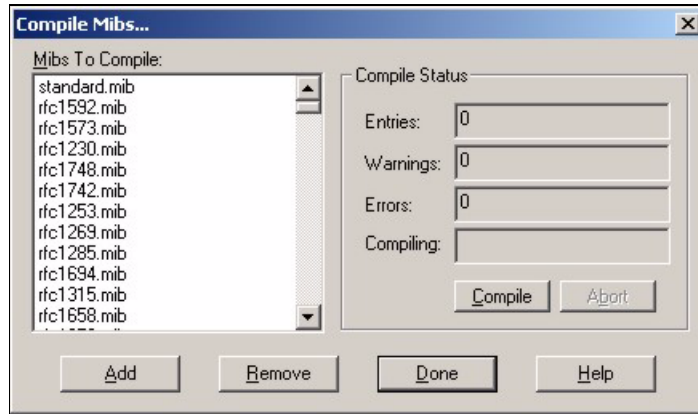 Compile Mibs...
Mibs To Compile:
standard.mib
rfc1592.mib
rfc1573.mib
rfc1230.mib
rfc1748.mib
rfc1742.mib
rfc1253.mib
rfc1269.mib
rfc1285.mib
rfc1694.mib
rfc1315.mib
rfc1658.mib
Compile Status
Entries: 0
Warnings: 0
Errors: 0
Compiling:
Compile Abort
Add Remove Done Help